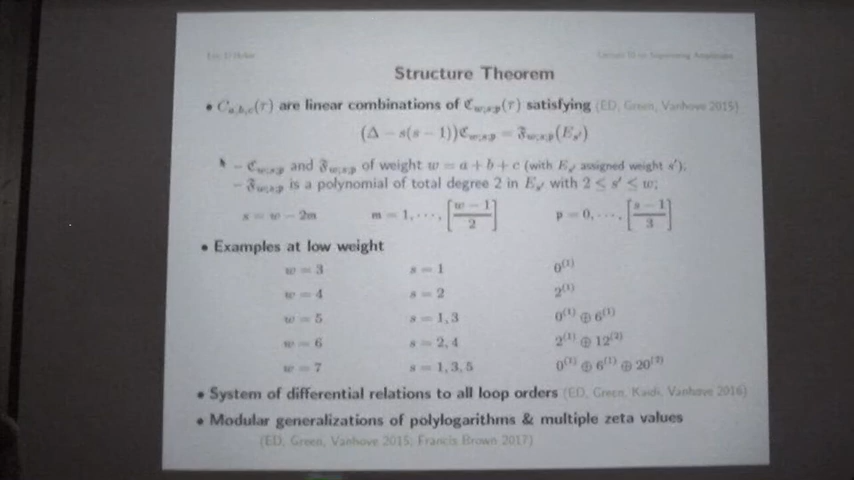 Structure Theorem
• C_{a,b,c}(τ) are linear combinations of ℭ_{w;s;p}(τ) satisfying (ED, Green, Vanhove 2015)
(Δ − s(s − 1))ℭ_{w;s;p} = 𝔉_{w;s;p}(E_{s′})
– ℭ_{w;s;p} and 𝔉_{w;s;p} of weight w = a + b + c (with E_{s′} assigned weight s′);
– 𝔉_{w;s;p} is a polynomial of total degree 2 in E_{s′} with 2 ≤ s′ ≤ w;
s = w − 2m m = 1, ⋯, [(w − 1)/2] p = 0, ⋯, [(s − 1)/3]
• Examples at low weight
w = 3 s = 1 0^{(1)}
w = 4 s = 2 2^{(1)}
w = 5 s = 1, 3 0^{(1)} ⊕ 6^{(1)}
w = 6 s = 2, 4 2^{(1)} ⊕ 12^{(2)}
w = 7 s = 1, 3, 5 0^{(1)} ⊕ 6^{(1)} ⊕ 20^{(2)}
• System of differential relations to all loop orders (ED, Green, Kaidi, Vanhove 2016)
• Modular generalizations of polylogarithms & multiple zeta values
(ED, Green, Vanhove 2015; Francis Brown 2017)